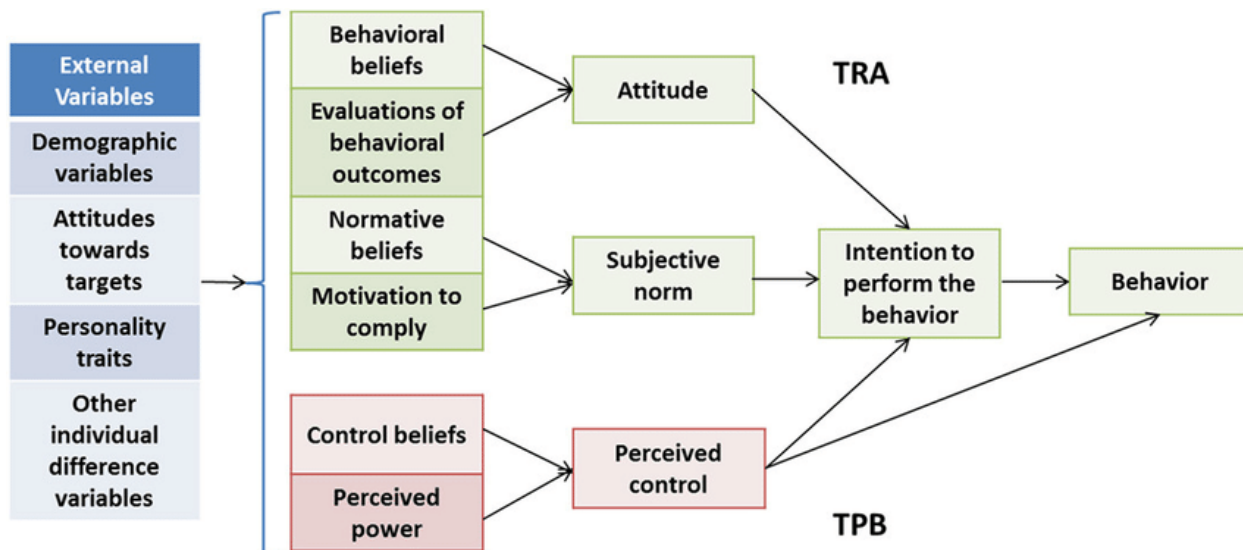 External
Variables
Demographic
variables
Attitudes
towards
targets
Personality
traits
Other
individual
difference
variables
Behavioral
beliefs
Evaluations of
behavioral
outcomes
Normative
beliefs
Motivation to
comply
Control beliefs
Perceived
power
Attitude
Subjective
norm
Perceived
control
TRA
Intention to
perform the
behavior
Behavior
TPB